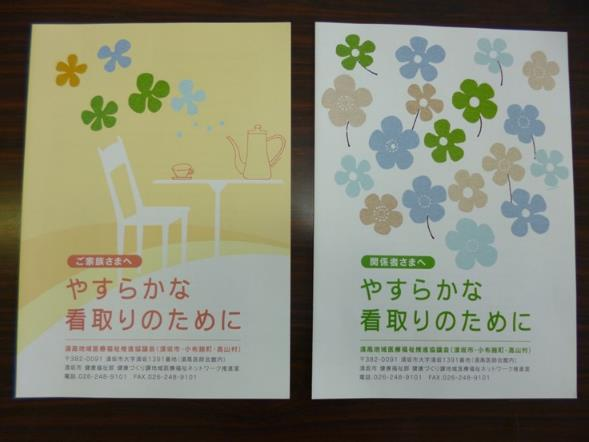 ご家族さまへ
やすらかな
看取りのために
須高地域医療福祉推進協議会(須坂市・小布施町・高山村)
〒382-0091 須坂市大字須坂1391番地(須高医師会館内)
須坂市 健康福祉部 健康づくり課地域医療福祉ネットワーク推進室
電話.026-248-9101 FAX.026-248-9101
関係者さまへ
やすらかな
看取りのために
須高地域医療福祉推進協議会(須坂市・小布施町・高山村)
〒382-0091 須坂市大字須坂1391番地(須高医師会館内)
須坂市 健康福祉部 健康づくり課地域医療福祉ネットワーク推進室
電話.026-248-9101 FAX.026-248-9101